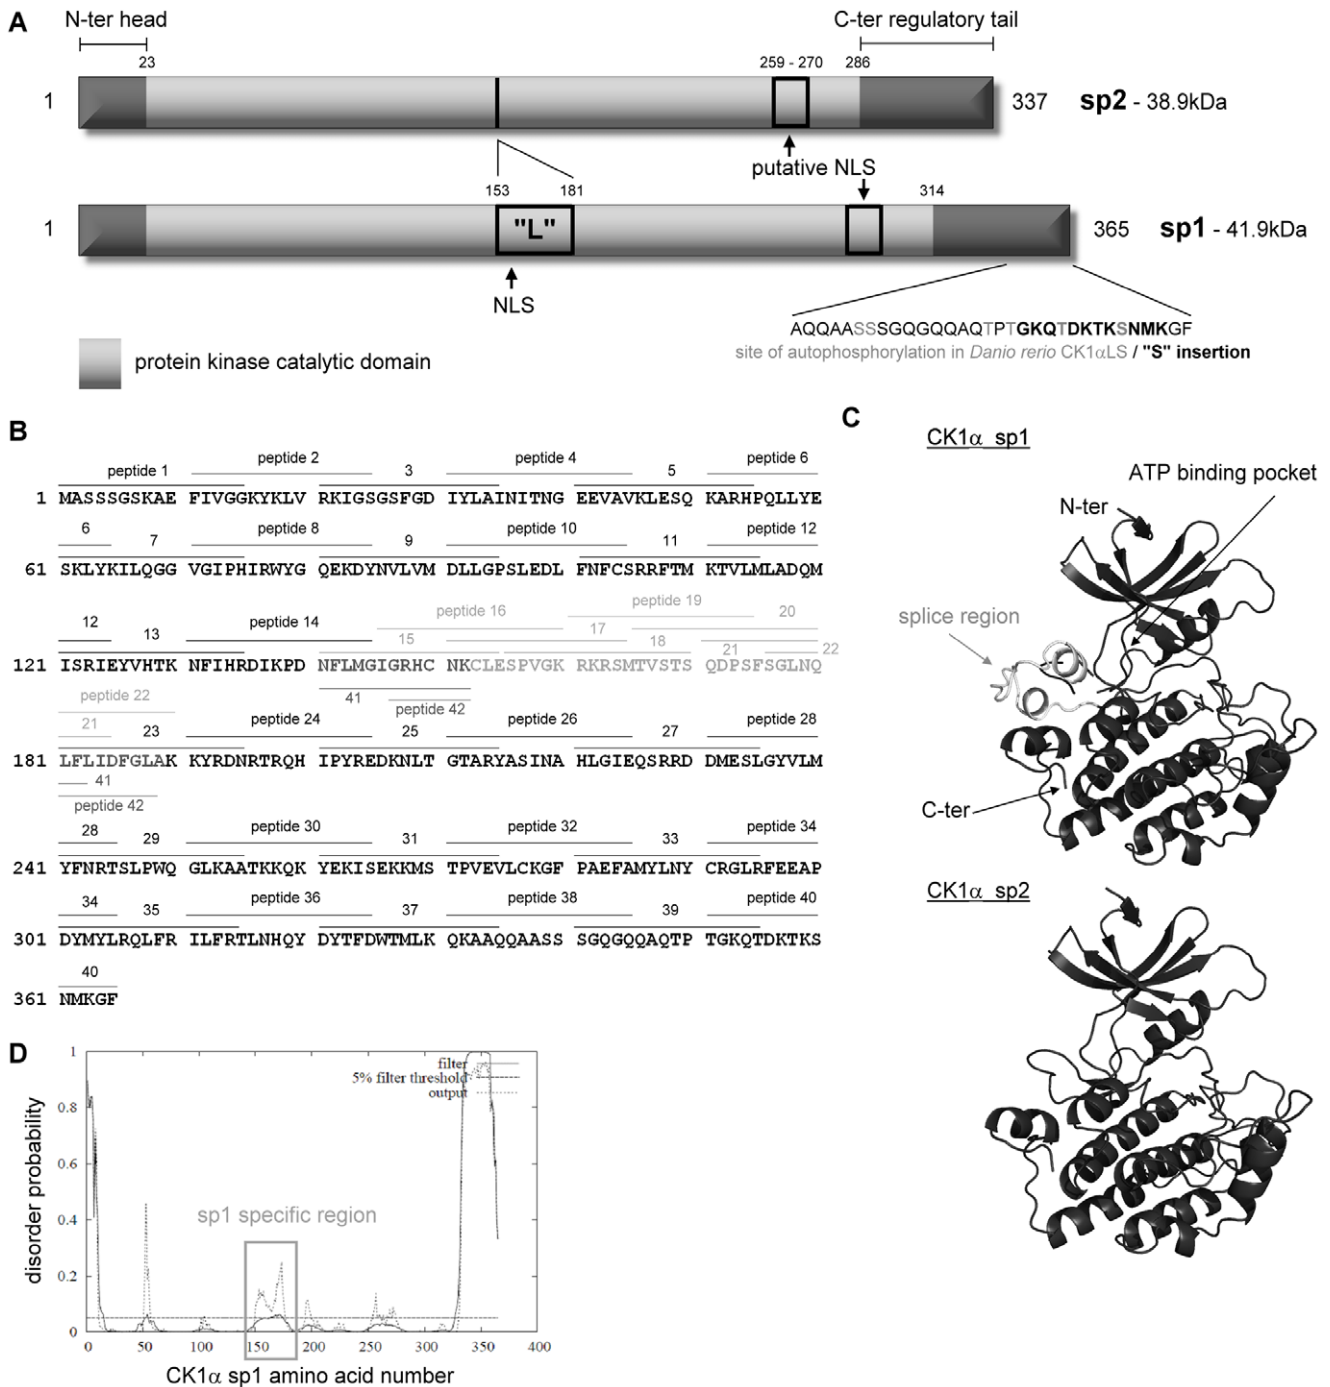 A
N-ter head
C-ter regulatory tail
23
259 - 270
286
1
337
sp2 - 38.9kDa
putative NLS
153
181
314
1
"L"
365
sp1 - 41.9kDa
NLS
AQQAASSSGQGQQAQTPTGKQTDKTKSNMKGF
site of autophosphorylation in Danio rerio CK1αLS / "S" insertion
protein kinase catalytic domain
B
peptide 1 peptide 2 3 peptide 4 5 peptide 6
1 MASSSGSKAE FIVGGKYKLV RKIGSGSFGD IYLAINITNG EEVAVKLESQ KARHPQLLYE
6 7 peptide 8 9 peptide 10 11 peptide 12
61 SKLYKILQGG VGIPHIRWYG QEKDYNVLVM DLLGPSLEDL FNFCSRRFTM KTVLMLADQM
peptide 16 peptide 19
12 13 peptide 14 15 17 18 20 21 22
121 ISRIEYVHTK NFIHRDIKPD NFLMGIGRHC NKCLESPVGK RKRSMTVSTS QDPSFSGLNQ
41 peptide 42
peptide 22
21 23 peptide 24 25 peptide 26 27 peptide 28
181 LFLIDFGLAK KYRDNRTRQH IPYREDKNLT GTARYASINA HLGIEQSRRD DMESLGYVLM
41
peptide 42
28 29 peptide 30 31 peptide 32 33 peptide 34
241 YFNRTSLPWQ GLKAATKKQK YEKISEKKMS TPVEVLCKGF PAEFAMYLNY CRGLRFEEAP
34 35 peptide 36 37 peptide 38 39 peptide 40
301 DYMYLRQLFR ILFRTLNHQY DYTFDWTMLK QKAAQQAASS SGQGQQAQTP TGKQTDKTKS
40
361 NMKGF
C
CK1α_sp1
ATP binding pocket
N-ter
splice region
C-ter
CK1α_sp2
D
1
0.8
0.6
0.4
0.2
0
disorder probability
filter
5% filter threshold
output
sp1 specific region
0 50 100 150 200 250 300 350 400
CK1α sp1 amino acid number